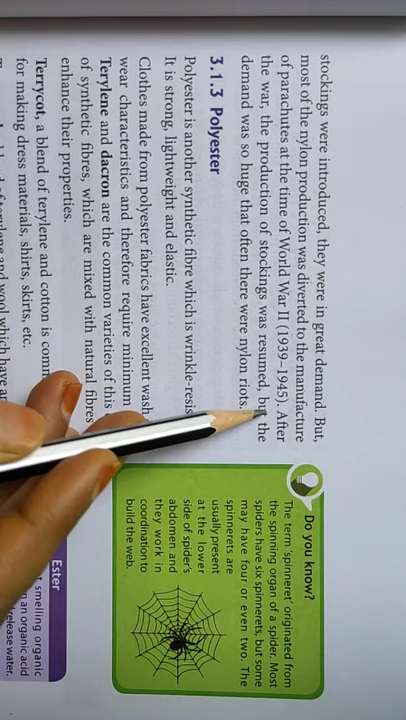 stockings were introduced, they were in great demand. But,
most of the nylon production was diverted to the manufacture
of parachutes at the time of World War II (1939–1945). After
the war, the production of stockings was resumed, but the
demand was so huge that often there were nylon riots.
3.1.3 Polyester
Polyester is another synthetic fibre which is wrinkle-resis
It is strong, lightweight and elastic.
Clothes made from polyester fabrics have excellent wash
wear characteristics and therefore require minimum
Terylene and dacron are the common varieties of this
of synthetic fibres, which are mixed with natural fibres
enhance their properties.
Terrycot, a blend of terylene and cotton is comm
for making dress materials, shirts, skirts, etc.
terylene and wool which have
Do you know?
The term 'spinneret' originated from
the spinning organ of a spider. Most
spiders have six spinnerets, but some
may have four or even two. The
spinnerets are
usually present
at the lower
side of spider's
abdomen and
they work in
coordination to
build the web.
Ester
smelling organic
an organic acid
release water.